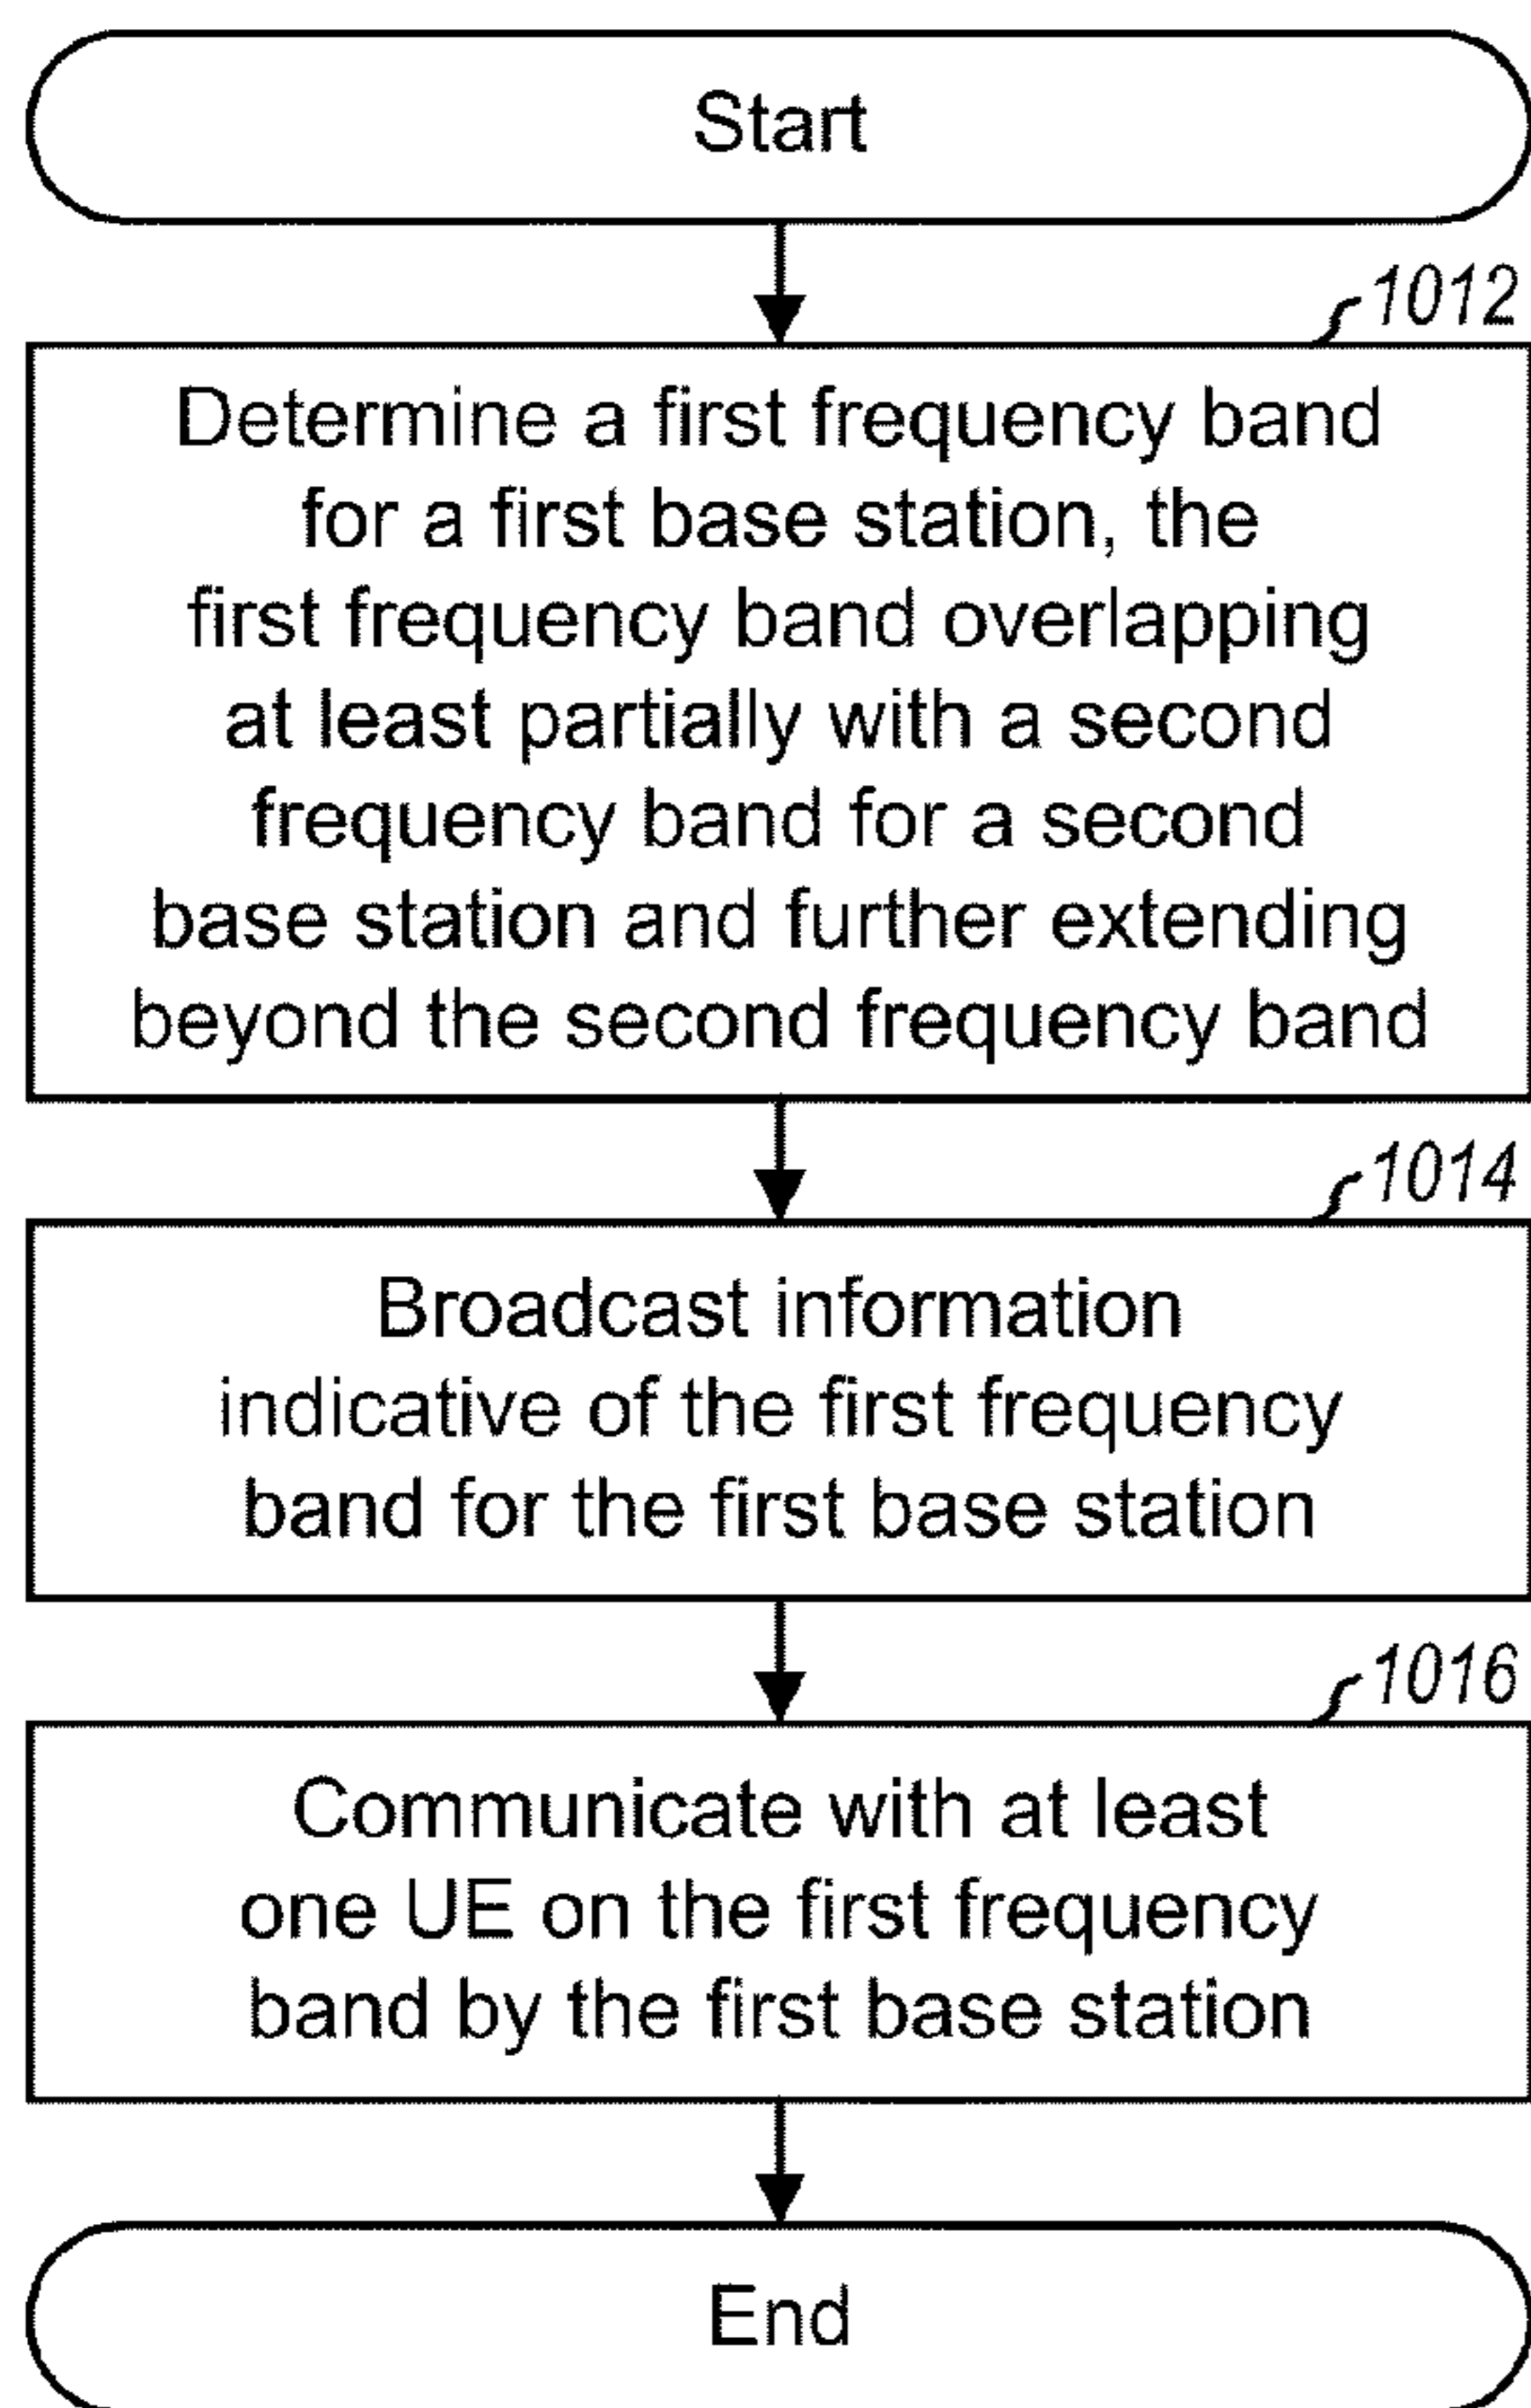 Start
1012
Determine a first frequency band
for a first base station, the
first frequency band overlapping
at least partially with a second
frequency band for a second
base station and further extending
beyond the second frequency band
1014
Broadcast information
indicative of the first frequency
band for the first base station
1016
Communicate with at least
one UE on the first frequency
band by the first base station
End